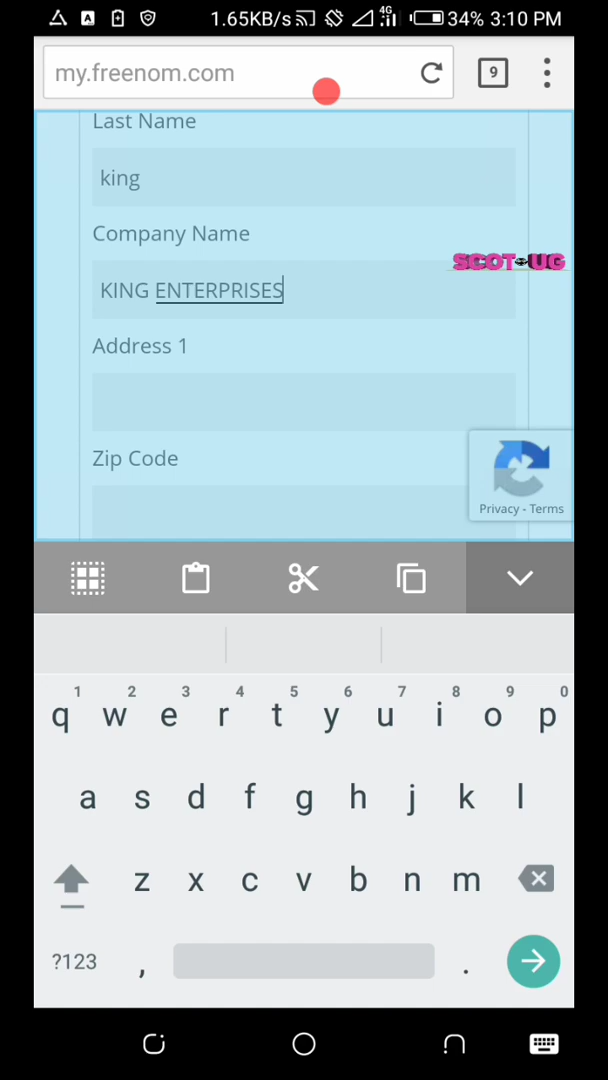 1.65KB/s 4G 34% 3:10 PM
my.freenom.com 9
Last Name
king
Company Name
SCOT UG
KING ENTERPRISES
Address 1
Zip Code
Privacy - Terms
1 2 3 4 5 6 7 8 9 0
q w e r t y u i o p
a s d f g h j k l
z x c v b n m
?123 , .